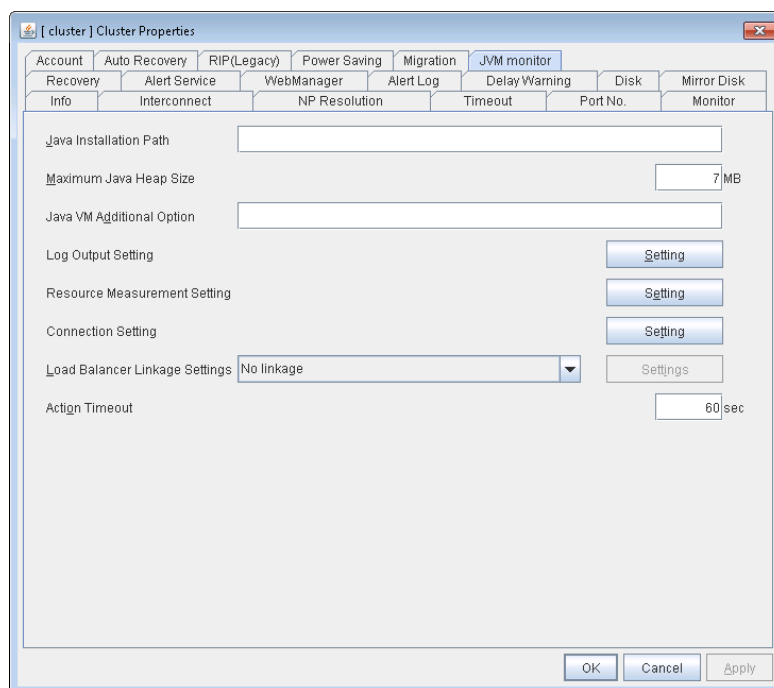 [ cluster ] Cluster Properties
Account Auto Recovery RIP(Legacy) Power Saving Migration JVM monitor
Recovery Alert Service WebManager Alert Log Delay Warning Disk Mirror Disk
Info Interconnect NP Resolution Timeout Port No. Monitor
Java Installation Path
Maximum Java Heap Size 7 MB
Java VM Additional Option
Log Output Setting Setting
Resource Measurement Setting Setting
Connection Setting Setting
Load Balancer Linkage Settings No linkage Settings
Action Timeout 60 sec
OK Cancel Apply